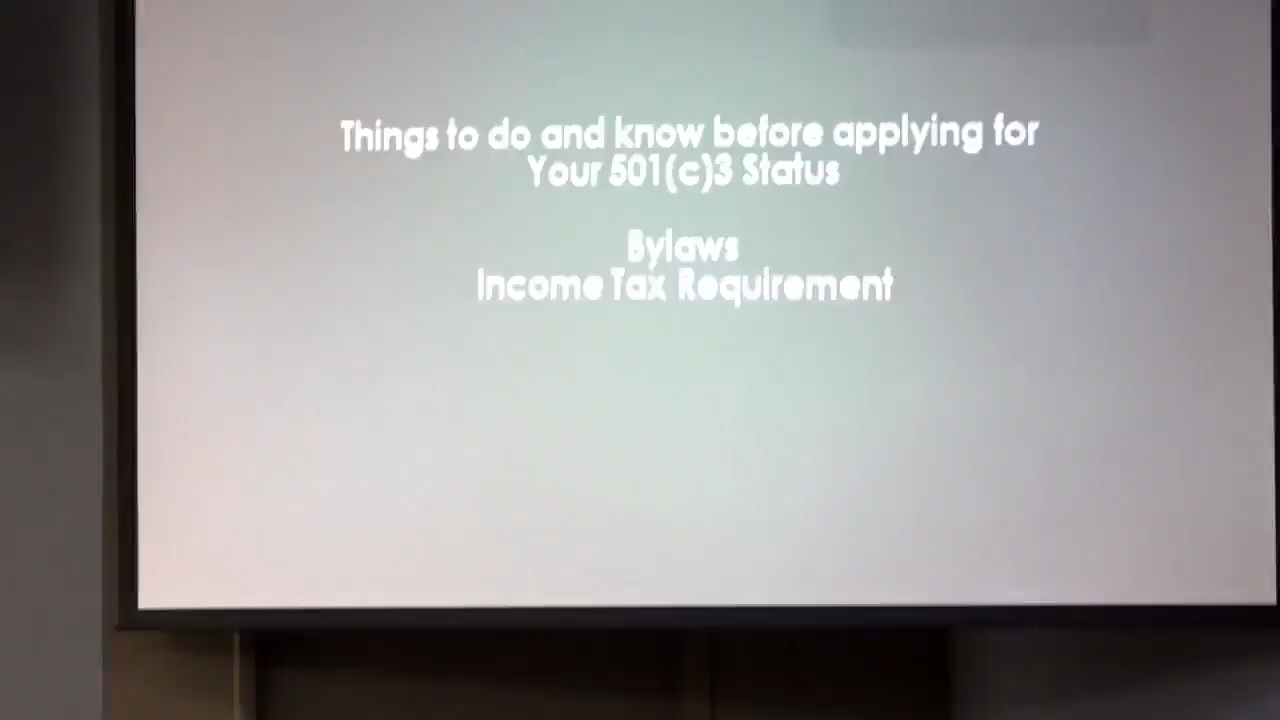 Things to do and know before applying for
Your 501(c)3 Status
Bylaws
Income Tax Requirement